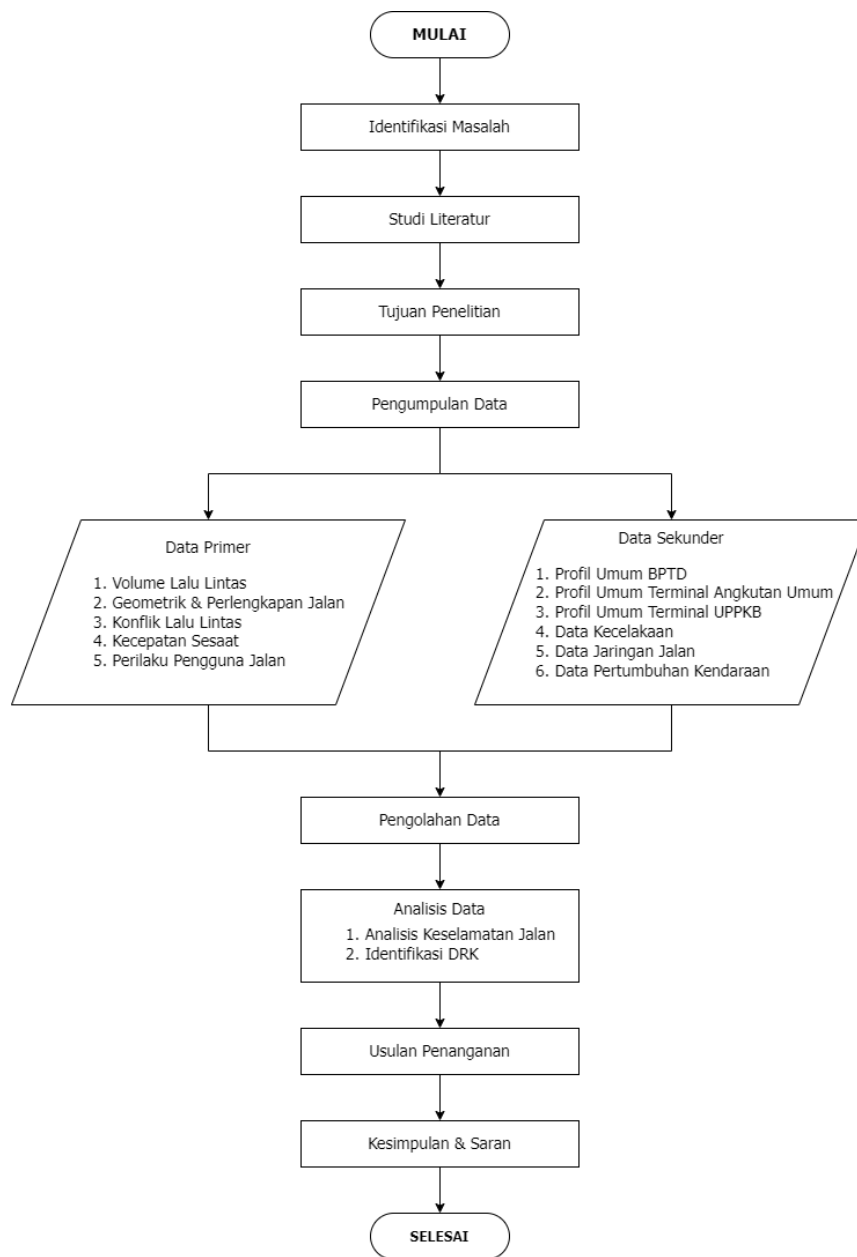 MULAI
Identifikasi Masalah
Studi Literatur
Tujuan Penelitian
Pengumpulan Data
Data Primer
1. Volume Lalu Lintas
2. Geometrik & Perlengkapan Jalan
3. Konflik Lalu Lintas
4. Kecepatan Sesaat
5. Perilaku Pengguna Jalan
Data Sekunder
1. Profil Umum BPTD
2. Profil Umum Terminal Angkutan Umum
3. Profil Umum Terminal UPPKB
4. Data Kecelakaan
5. Data Jaringan Jalan
6. Data Pertumbuhan Kendaraan
Pengolahan Data
Analisis Data
1. Analisis Keselamatan Jalan
2. Identifikasi DRK
Usulan Penanganan
Kesimpulan & Saran
SELESAI